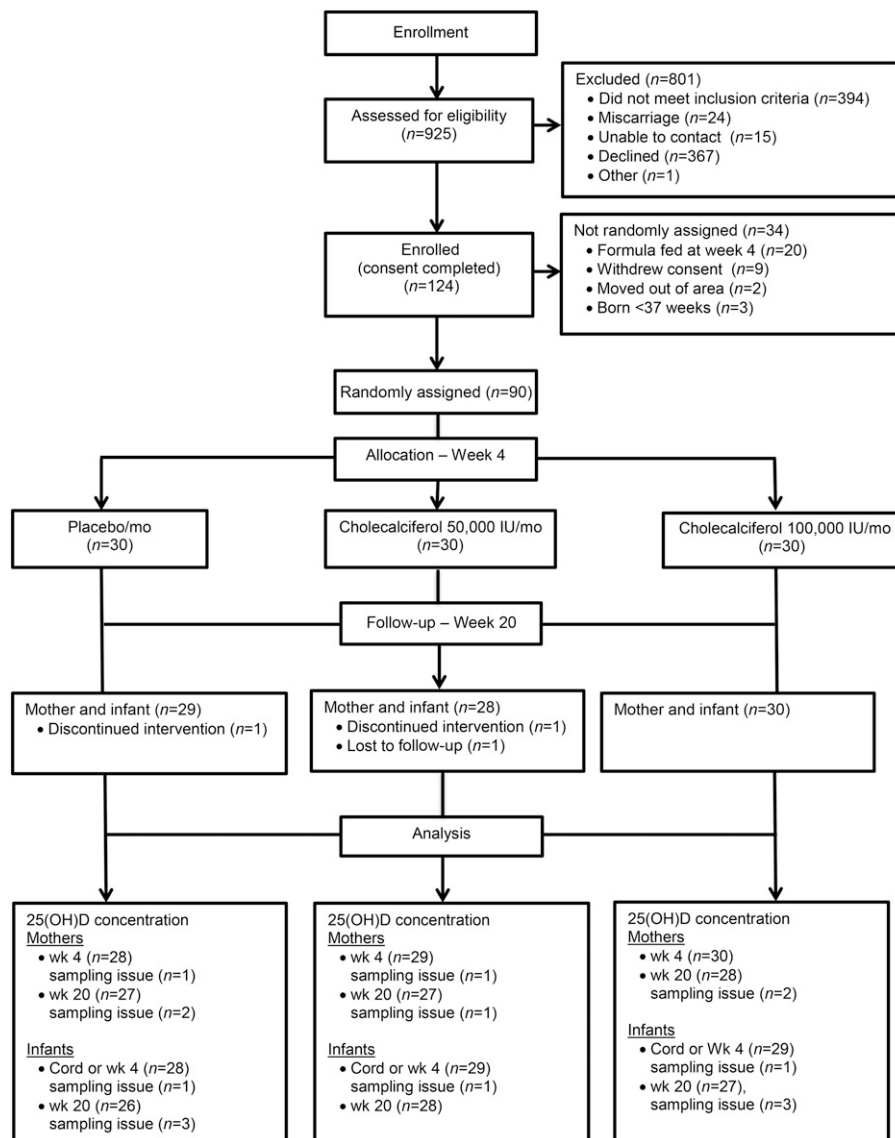 Enrollment
Assessed for eligibility
(n=925)
Excluded (n=801)
• Did not meet inclusion criteria (n=394)
• Miscarriage (n=24)
• Unable to contact (n=15)
• Declined (n=367)
• Other (n=1)
Enrolled
(consent completed)
(n=124)
Not randomly assigned (n=34)
• Formula fed at week 4 (n=20)
• Withdrew consent (n=9)
• Moved out of area (n=2)
• Born <37 weeks (n=3)
Randomly assigned (n=90)
Allocation – Week 4
Placebo/mo
(n=30)
Cholecalciferol 50,000 IU/mo
(n=30)
Cholecalciferol 100,000 IU/mo
(n=30)
Follow-up – Week 20
Mother and infant (n=29)
• Discontinued intervention (n=1)
Mother and infant (n=28)
• Discontinued intervention (n=1)
• Lost to follow-up (n=1)
Mother and infant (n=30)
Analysis
25(OH)D concentration
Mothers
• wk 4 (n=28)
sampling issue (n=1)
• wk 20 (n=27)
sampling issue (n=2)
Infants
• Cord or wk 4 (n=28)
sampling issue (n=1)
• wk 20 (n=26)
sampling issue (n=3)
25(OH)D concentration
Mothers
• wk 4 (n=29)
sampling issue (n=1)
• wk 20 (n=27)
sampling issue (n=1)
Infants
• Cord or wk 4 (n=29)
sampling issue (n=1)
• wk 20 (n=28)
25(OH)D concentration
Mothers
• wk 4 (n=30)
• wk 20 (n=28)
sampling issue (n=2)
Infants
• Cord or Wk 4 (n=29)
sampling issue (n=1)
• wk 20 (n=27),
sampling issue (n=3)